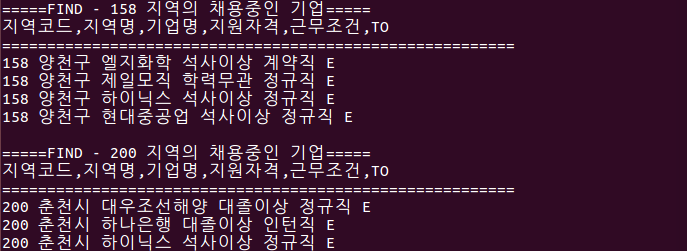 =====FIND - 158 지역의 채용중인 기업=====
지역코드,지역명,기업명,지원자격,근무조건,TO
=========================================================
158 양천구 엘지화학 석사이상 계약직 E
158 양천구 제일모직 학력무관 정규직 E
158 양천구 하이닉스 석사이상 정규직 E
158 양천구 현대중공업 석사이상 정규직 E
=====FIND - 200 지역의 채용중인 기업=====
지역코드,지역명,기업명,지원자격,근무조건,TO
=========================================================
200 춘천시 대우조선해양 대졸이상 정규직 E
200 춘천시 하나은행 대졸이상 인턴직 E
200 춘천시 하이닉스 석사이상 정규직 E